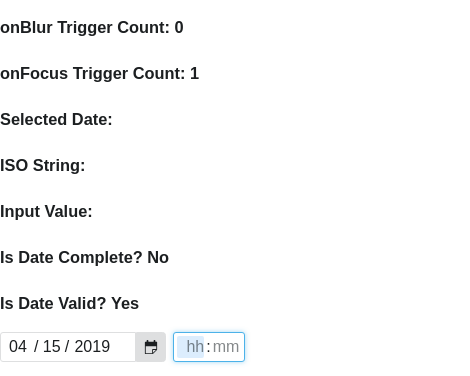 onBlur Trigger Count: 0
onFocus Trigger Count: 1
Selected Date:
ISO String:
Input Value:
Is Date Complete? No
Is Date Valid? Yes
04 / 15 / 2019 hh:mm